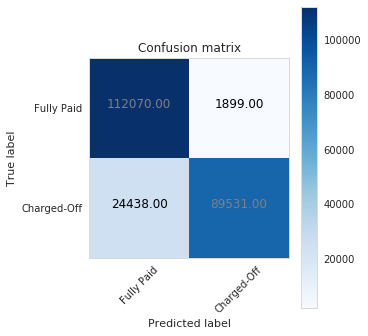 Confusion matrix
True label
Fully Paid
112070.00
1899.00
Charged-Off
24438.00
89531.00
Fully Paid
Charged-Off
Predicted label
100000
80000
60000
40000
20000